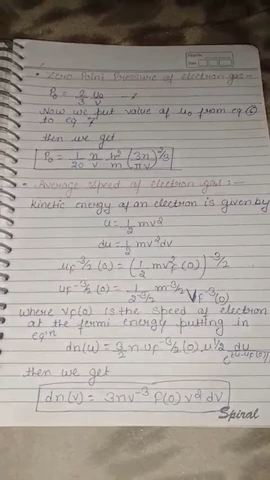 • Zero Point Pressure of electron gas:-
P₀ = 2/3 U₀/V
Now we put value of u₀ from eq (6)
to eq 7
then we get
P₀ = 1/20 n/V h²/m (3n/πV)^2/3
• Average Speed of electron gas:-
Kinetic energy of an electron is given by
u = 1/2 mv²
du = 1/2 mv² dv
uf^-3/2 (0) = (1/2 mv²f (0))^-3/2
uf^-3/2 (0) = 1/2^-3/2 m^-3/2 Vf^-3 (0)
where Vf(0) is the speed of electron
at the fermi energy putting in
eqⁿ
dn(u) = 3/2 n uf^-3/2 (0). u^1/2 du
then we get
dn(v) = 3nv^-3 f(0) v² dv
Spiral